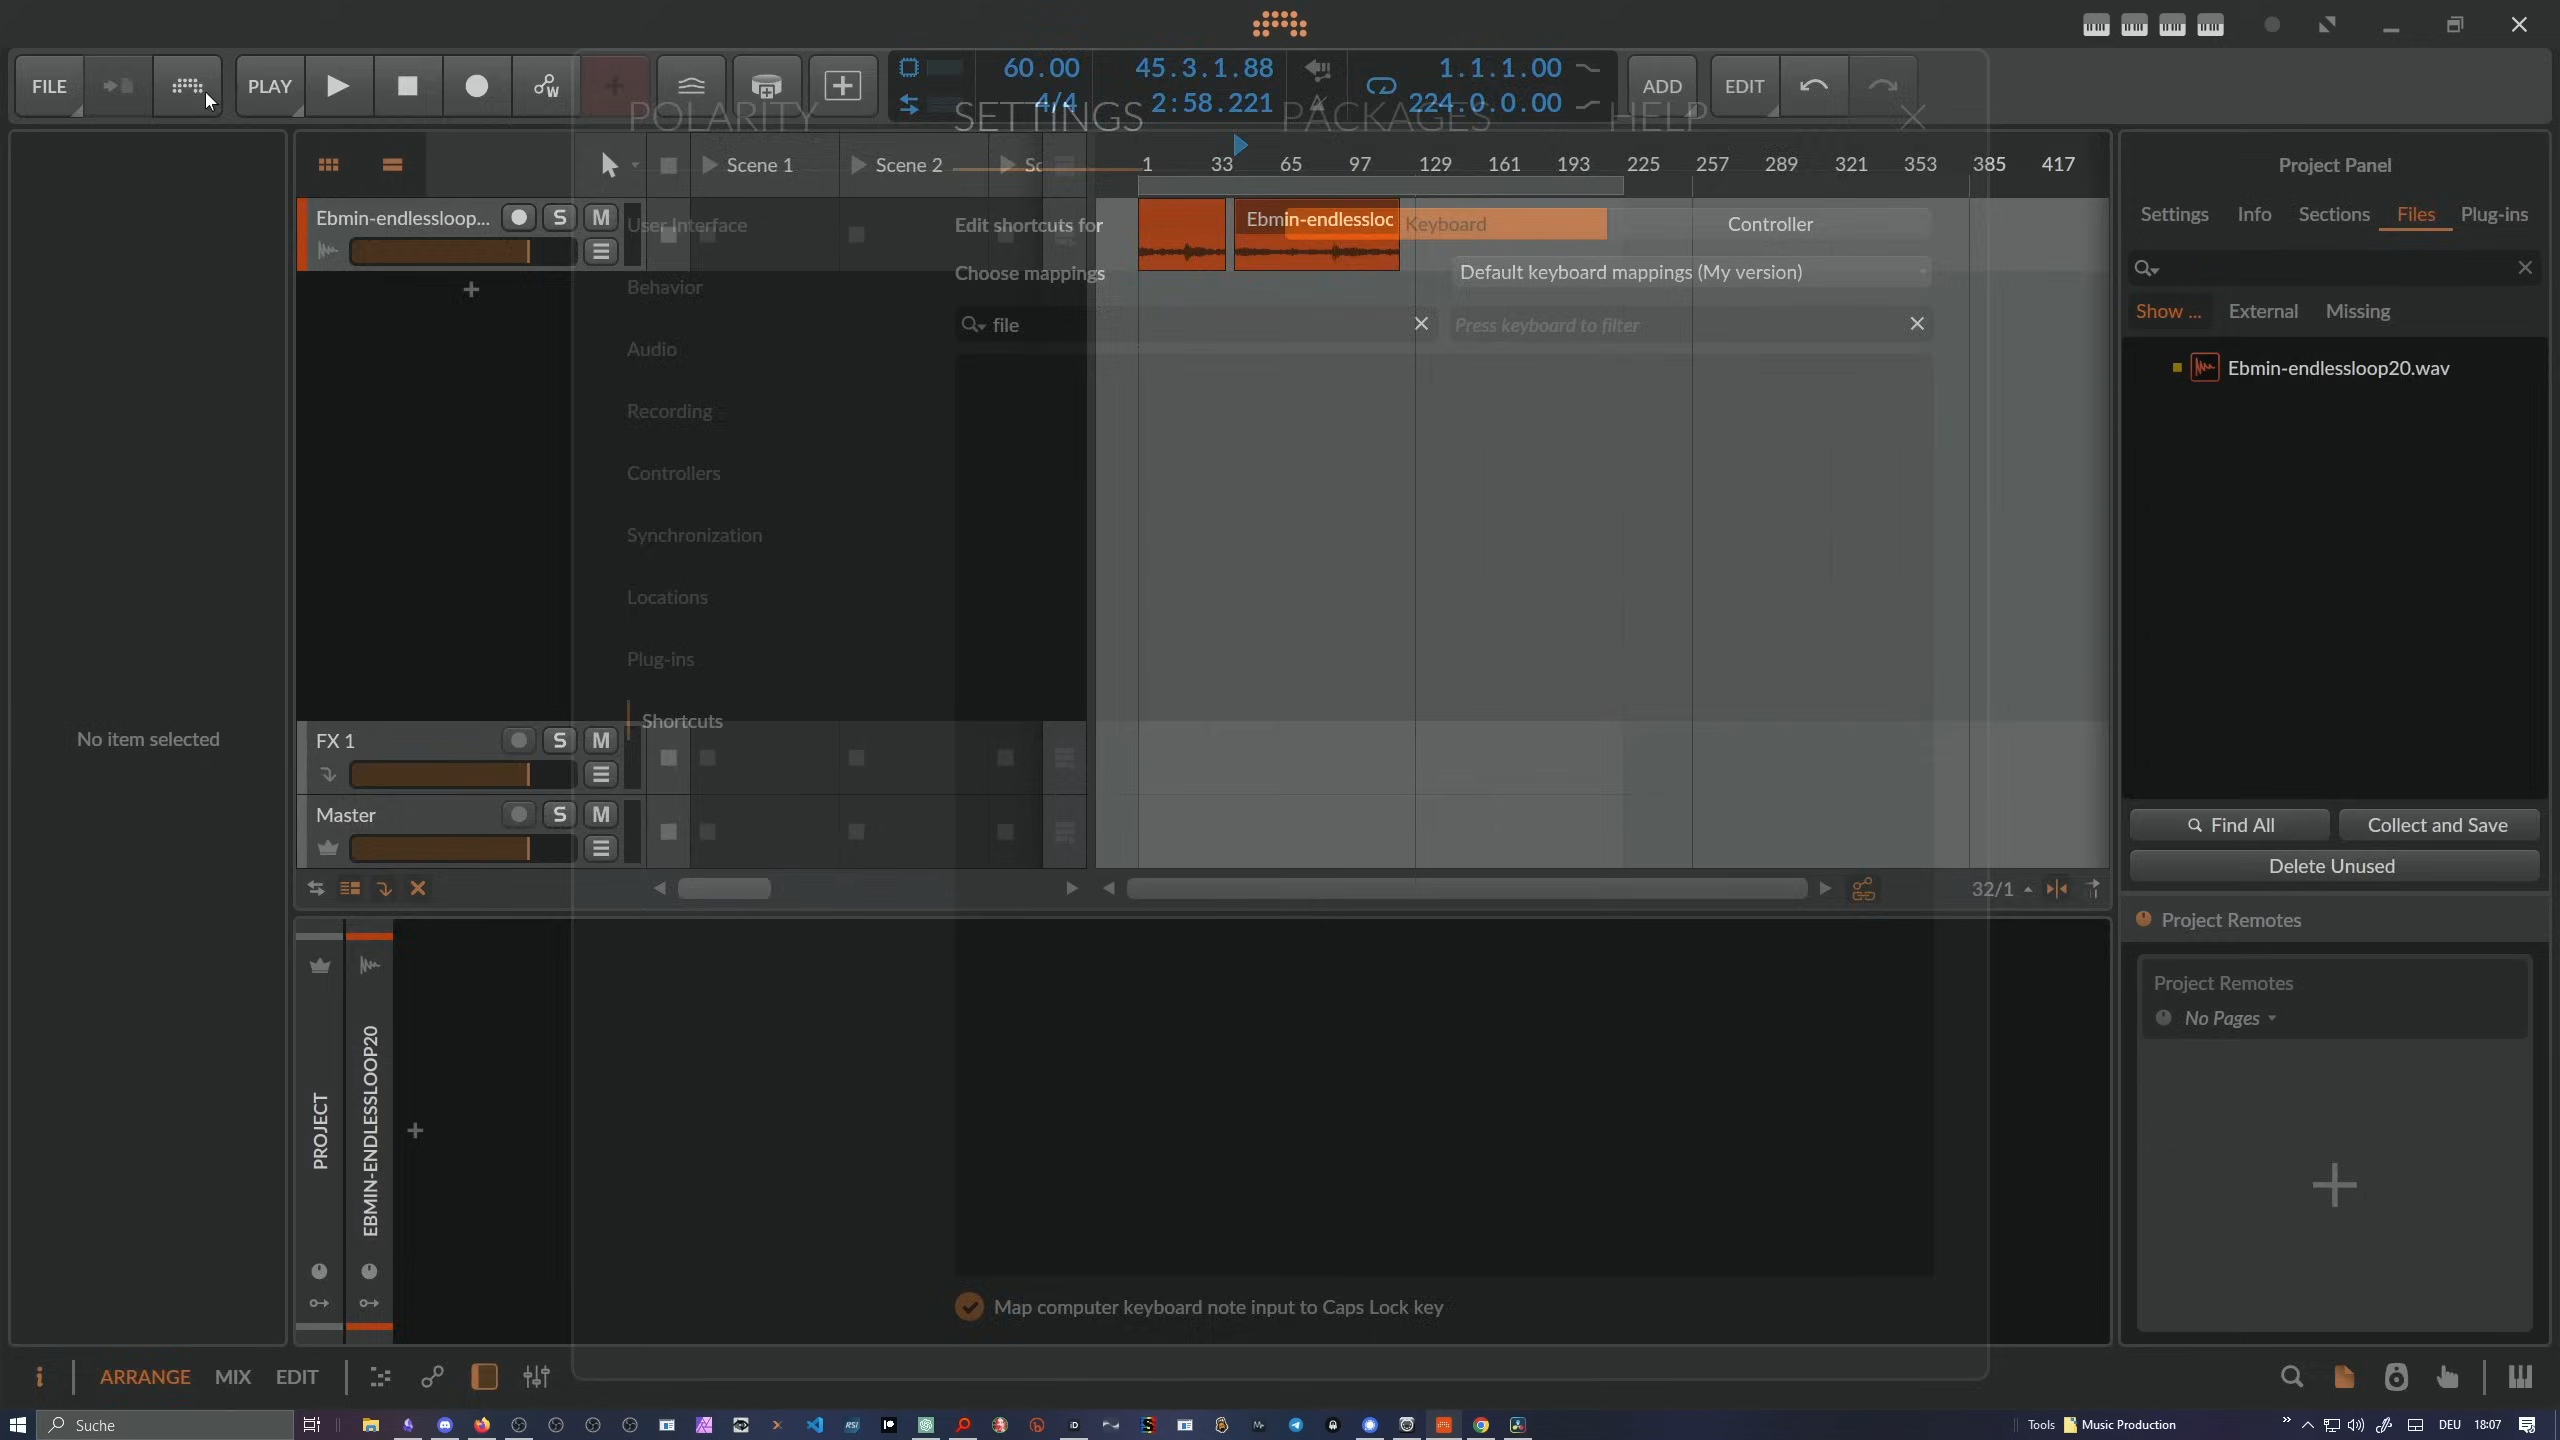 FILE
PLAY
60.00
4/4
45.3.1.88
2:58.221
1.1.1.00
224.0.0.00
ADD
EDIT
POLARITY
SETTINGS
PACKAGES
HELP
Scene 1
Scene 2
Sc
1 33 65 97 129 161 193 225 257 289 321 353 385 417
Project Panel
Settings Info Sections Files Plug-ins
Show ... External Missing
Ebmin-endlessloop20.wav
Find All
Collect and Save
Delete Unused
Project Remotes
Project Remotes
No Pages
Ebmin-endlessloop...
S M
Ebmin-endlessloc
User Interface
Behavior
Audio
Recording
Controllers
Synchronization
Locations
Plug-ins
Shortcuts
Edit shortcuts for
Keyboard
Controller
Choose mappings
Default keyboard mappings (My version)
file
Press keyboard to filter
No item selected
FX 1
S M
Master
S M
32/1
PROJECT
EBMIN-ENDLESSLOOP20
Map computer keyboard note input to Caps Lock key
i
ARRANGE MIX EDIT
Suche
Tools
Music Production
DEU
18:07